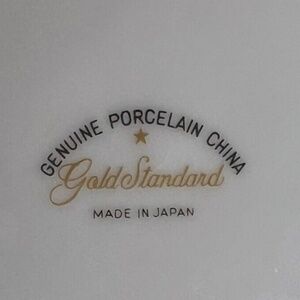 GENUINE PORCELAIN CHINA
Gold Standard
MADE IN JAPAN